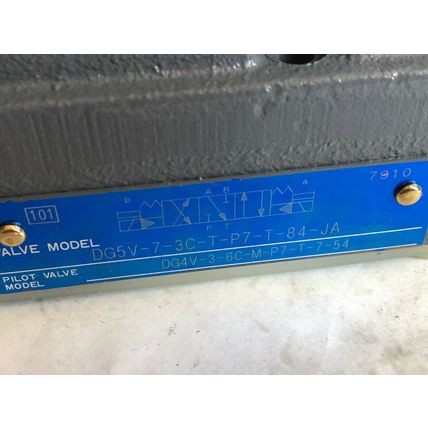 7910
101
b A B a
P T
VALVE MODEL DG5V-7-3C-T-P7-T-84-JA
PILOT VALVE MODEL DG4V-3-6C-M-P7-T-7-54